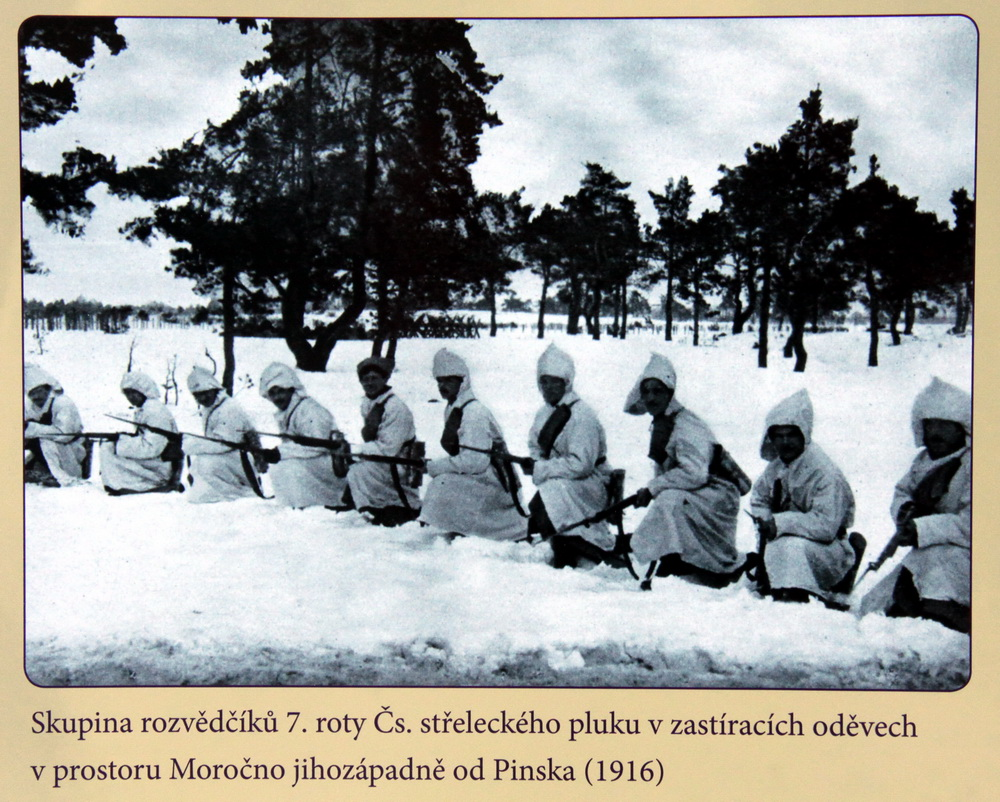 Skupina rozvědčíků 7. roty Čs. střeleckého pluku v zastíracích oděvech
v prostoru Moročno jihozápadně od Pinska (1916)